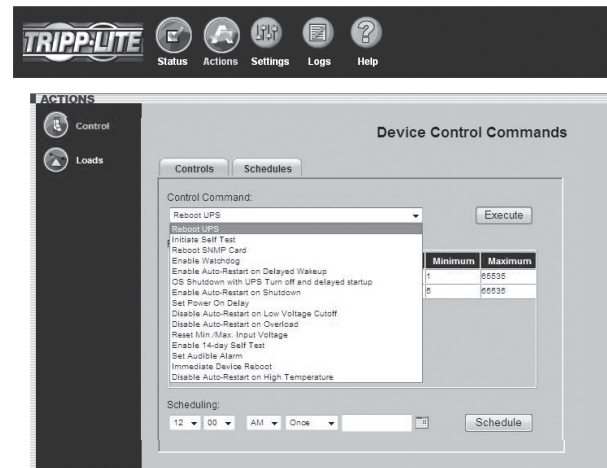 TRIPP·LITE
Status Actions Settings Logs Help
ACTIONS
Control
Loads
Device Control Commands
Controls Schedules
Control Command:
Reboot UPS
Execute
Reboot UPS
Initiate Self Test
Reboot SNMP Card
Enable Watchdog
Enable Auto-Restart on Delayed Wakeup
OS Shutdown with UPS Turn off and delayed startup
Enable Auto-Restart on Shutdown
Set Power On Delay
Disable Auto-Restart on Low Voltage Cutoff
Disable Auto-Restart on Overload
Reset Min./Max. Input Voltage
Enable 14-day Self Test
Set Audible Alarm
Immediate Device Reboot
Disable Auto-Restart on High Temperature
Minimum Maximum
1 65535
5 65535
Scheduling:
12 00 AM Once
Schedule